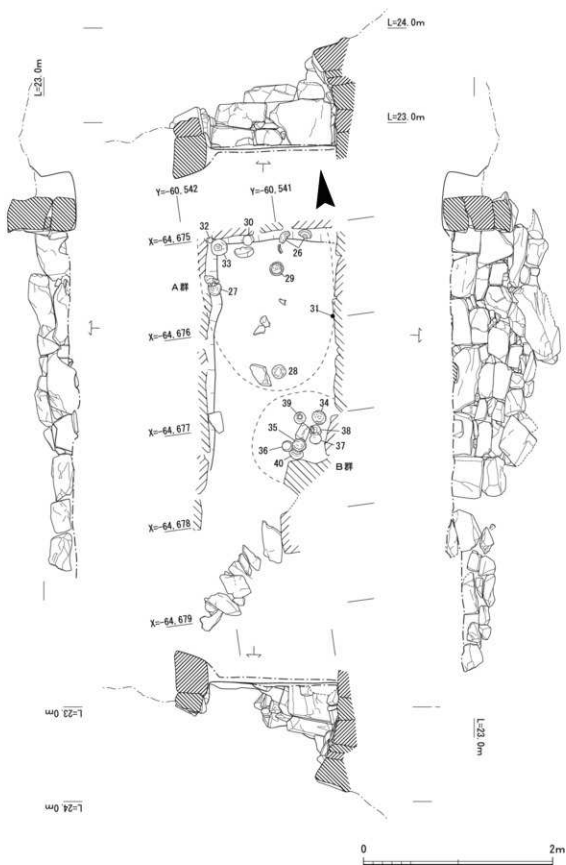 L=24.0m
L=23.0m
L=23.0m
Y=-60,542
Y=-60,541
X=-64,675
32
30
26
33
29
A群
27
31
X=-64,676
28
39
34
X=-64,677
35
38
36
37
40
B群
X=-64,678
X=-64,679
L=23.0m
L=23.0m
L=24.0m
0
2m